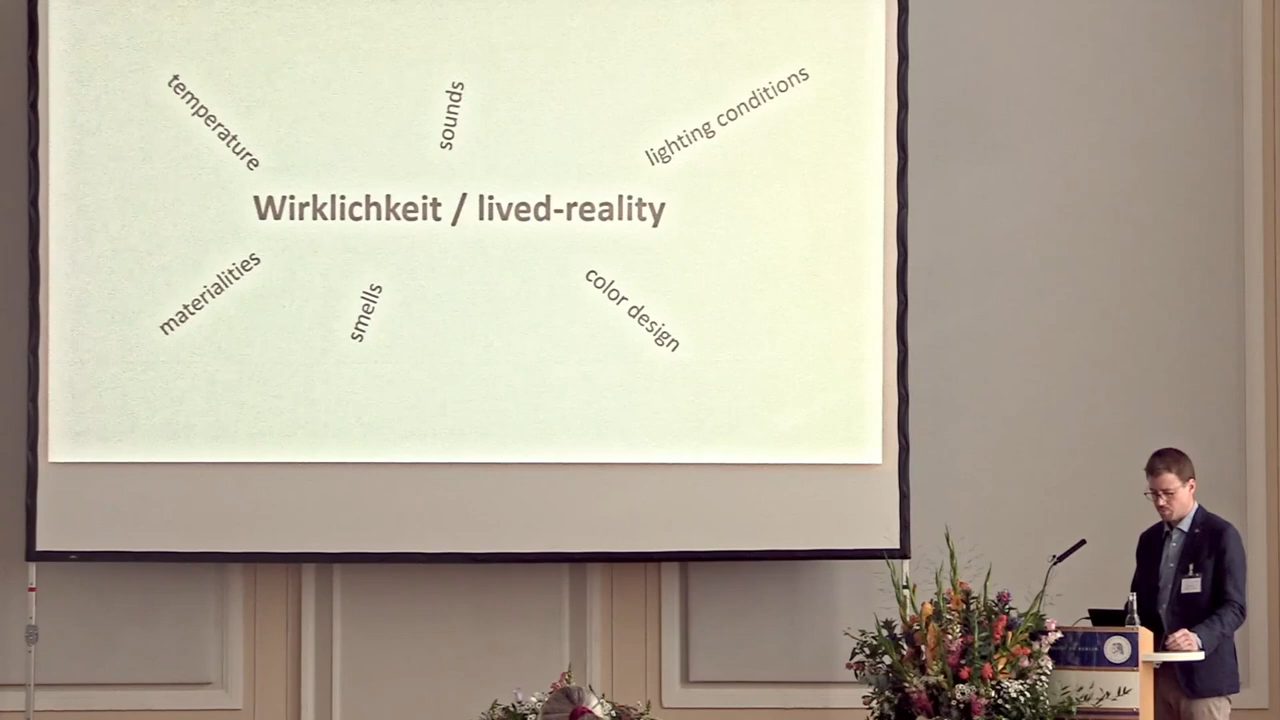 temperature
sounds
lighting conditions
Wirklichkeit / lived-reality
materialities
smells
color design